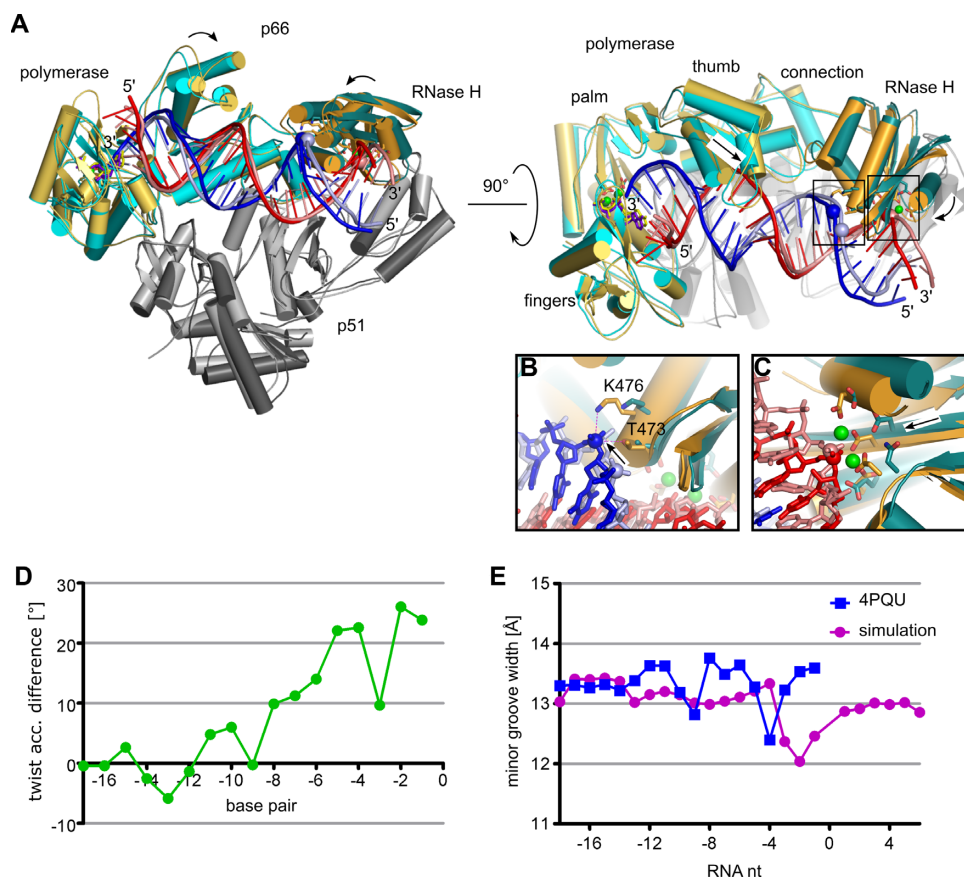 A
p66
polymerase
5'
3'
RNase H
3'
5'
p51
90°
polymerase
thumb
connection
palm
RNase H
3'
5'
fingers
3'
5'
B
K476
T473
C
D
twist acc. difference [°]
30
20
10
0
-10
-16
-14
-12
-10
-8
-6
-4
-2
0
base pair
E
minor groove width [Å]
15
14
13
12
11
4PQU
simulation
-16
-12
-8
-4
0
4
RNA nt